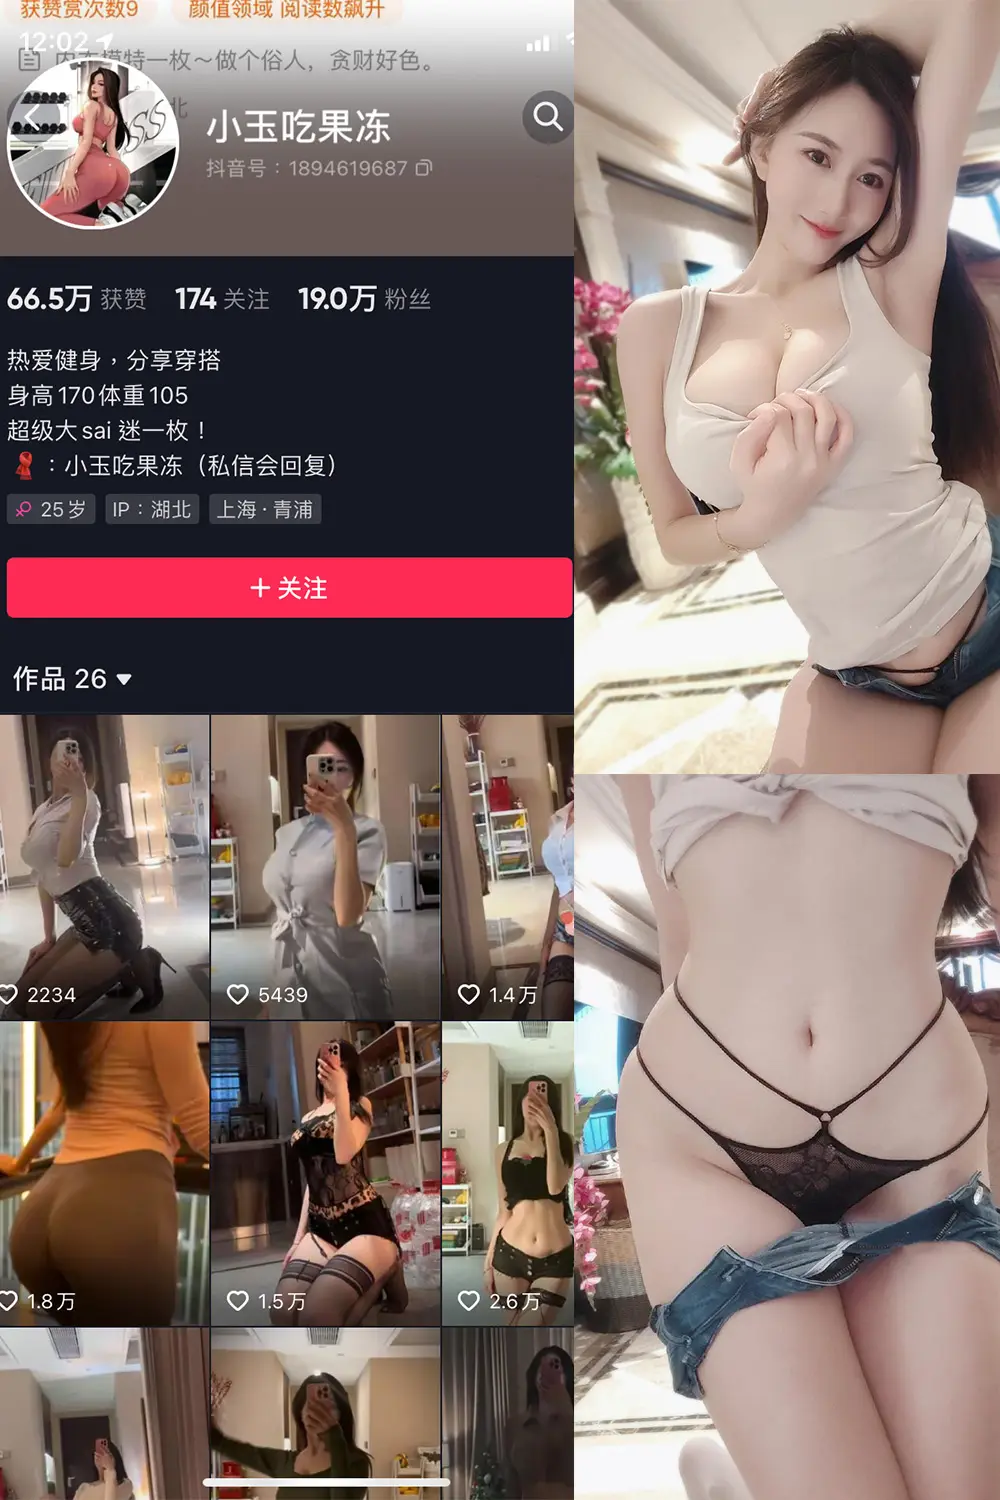 获赞赏次数9 颜值领域 阅读数飙升
12:02
内衣模特一枚～做个俗人，贪财好色。
北
小玉吃果冻
抖音号：1894619687
66.5万 获赞 174 关注 19.0万 粉丝
热爱健身，分享穿搭
身高170体重105
超级大sai 迷一枚！
：小玉吃果冻（私信会回复）
25岁 IP：湖北 上海·青浦
＋关注
作品 26
2234 5439 1.4万
1.8万 1.5万 2.6万